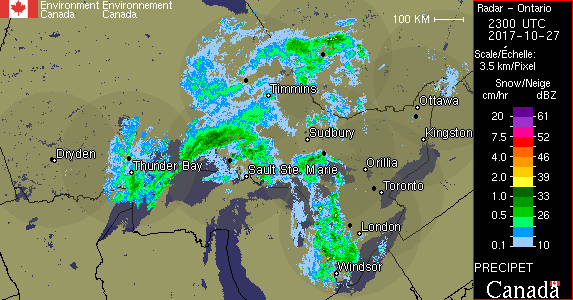 Environment Environnement
Canada Canada
100 KM
Timmins
Ottawa
Sudbury
Kingston
Dryden
Thunder Bay
Sault Ste. Marie
Orillia
Toronto
London
Windsor
Radar - Ontario
2300 UTC
2017-10-27
Scale/Échelle:
3.5 km/Pixel
Snow/Neige
cm/hr dBZ
20 61
7.5 52
4.0 46
2.0 39
1.0 33
0.5 26
0.1 10
PRECIPET
Canada